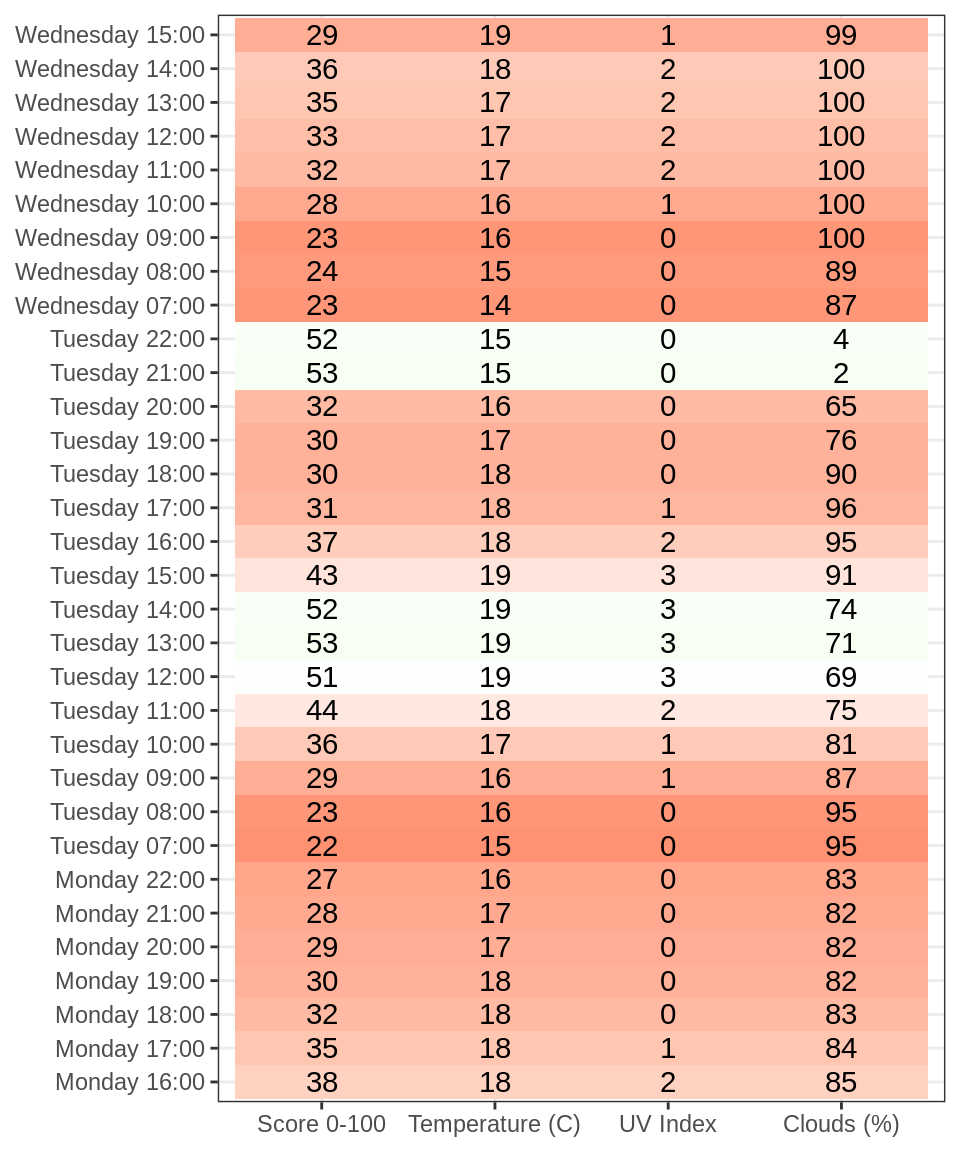 Wednesday 15:00 29 19 1 99
Wednesday 14:00 36 18 2 100
Wednesday 13:00 35 17 2 100
Wednesday 12:00 33 17 2 100
Wednesday 11:00 32 17 2 100
Wednesday 10:00 28 16 1 100
Wednesday 09:00 23 16 0 100
Wednesday 08:00 24 15 0 89
Wednesday 07:00 23 14 0 87
Tuesday 22:00 52 15 0 4
Tuesday 21:00 53 15 0 2
Tuesday 20:00 32 16 0 65
Tuesday 19:00 30 17 0 76
Tuesday 18:00 30 18 0 90
Tuesday 17:00 31 18 1 96
Tuesday 16:00 37 18 2 95
Tuesday 15:00 43 19 3 91
Tuesday 14:00 52 19 3 74
Tuesday 13:00 53 19 3 71
Tuesday 12:00 51 19 3 69
Tuesday 11:00 44 18 2 75
Tuesday 10:00 36 17 1 81
Tuesday 09:00 29 16 1 87
Tuesday 08:00 23 16 0 95
Tuesday 07:00 22 15 0 95
Monday 22:00 27 16 0 83
Monday 21:00 28 17 0 82
Monday 20:00 29 17 0 82
Monday 19:00 30 18 0 82
Monday 18:00 32 18 0 83
Monday 17:00 35 18 1 84
Monday 16:00 38 18 2 85
Score 0-100 Temperature (C) UV Index Clouds (%)